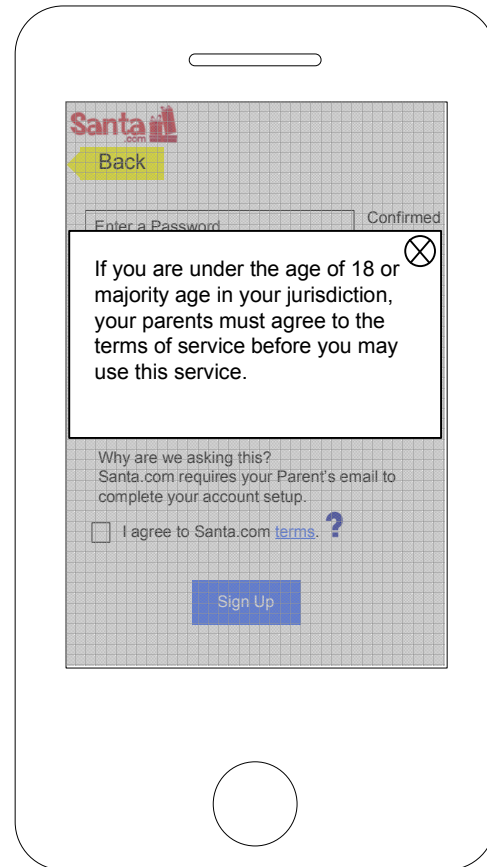 Santa
.com
Back
Enter a Password
Confirmed
If you are under the age of 18 or
majority age in your jurisdiction,
your parents must agree to the
terms of service before you may
use this service.
Why are we asking this?
Santa.com requires your Parent's email to
complete your account setup.
I agree to Santa.com terms. ?
Sign Up